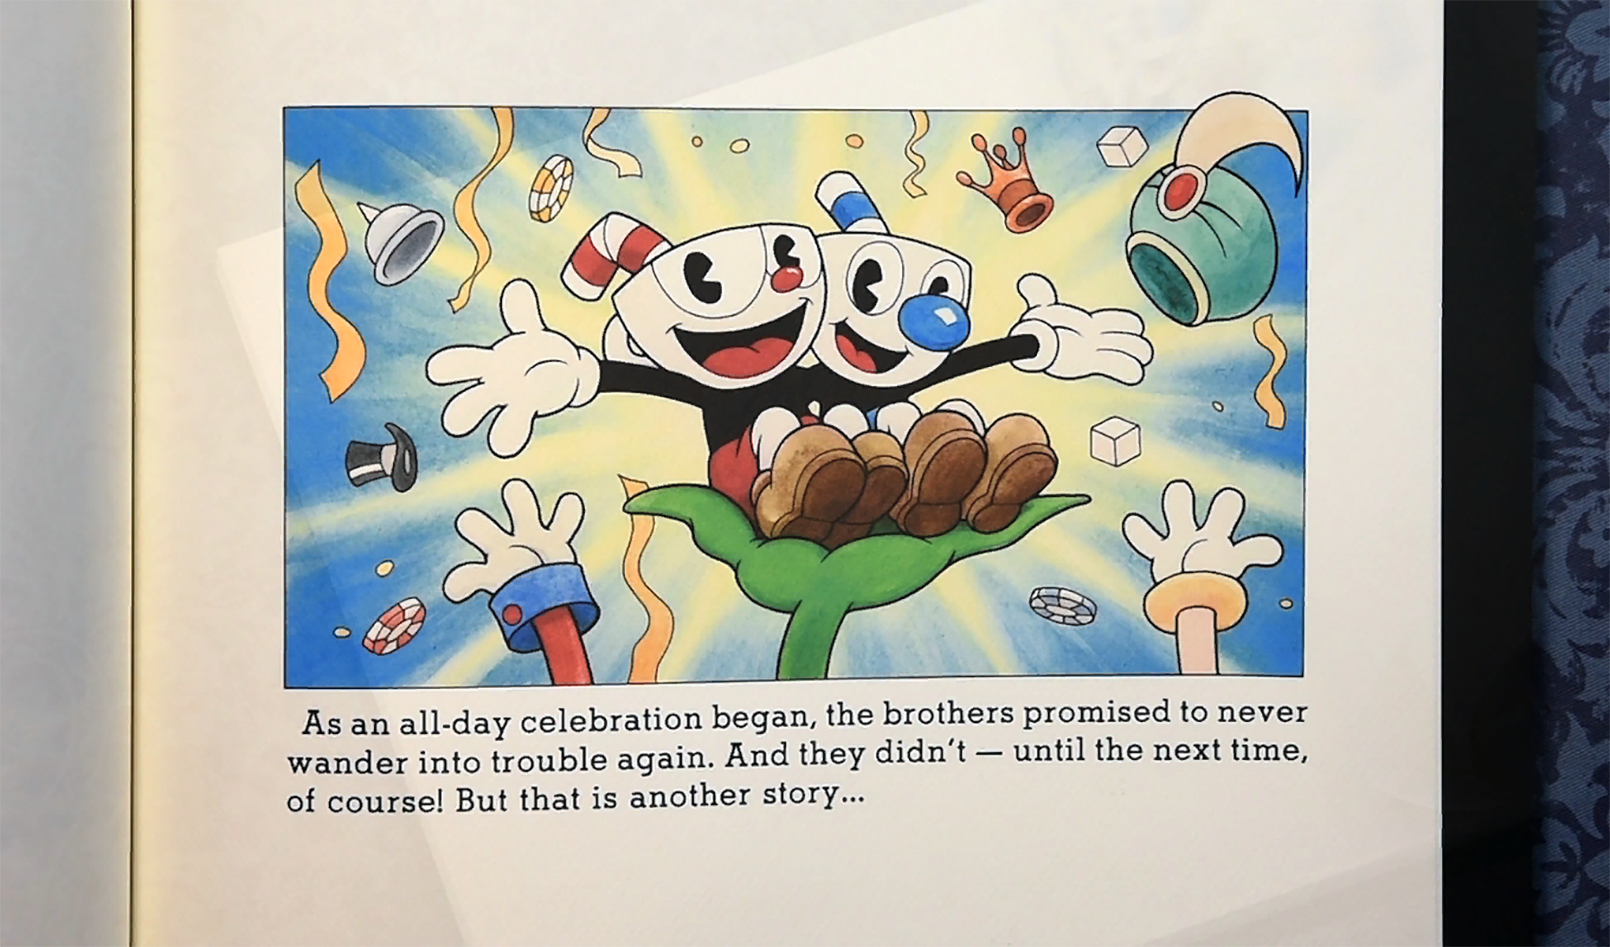 As an all-day celebration began, the brothers promised to never
wander into trouble again. And they didn't — until the next time,
of course! But that is another story...